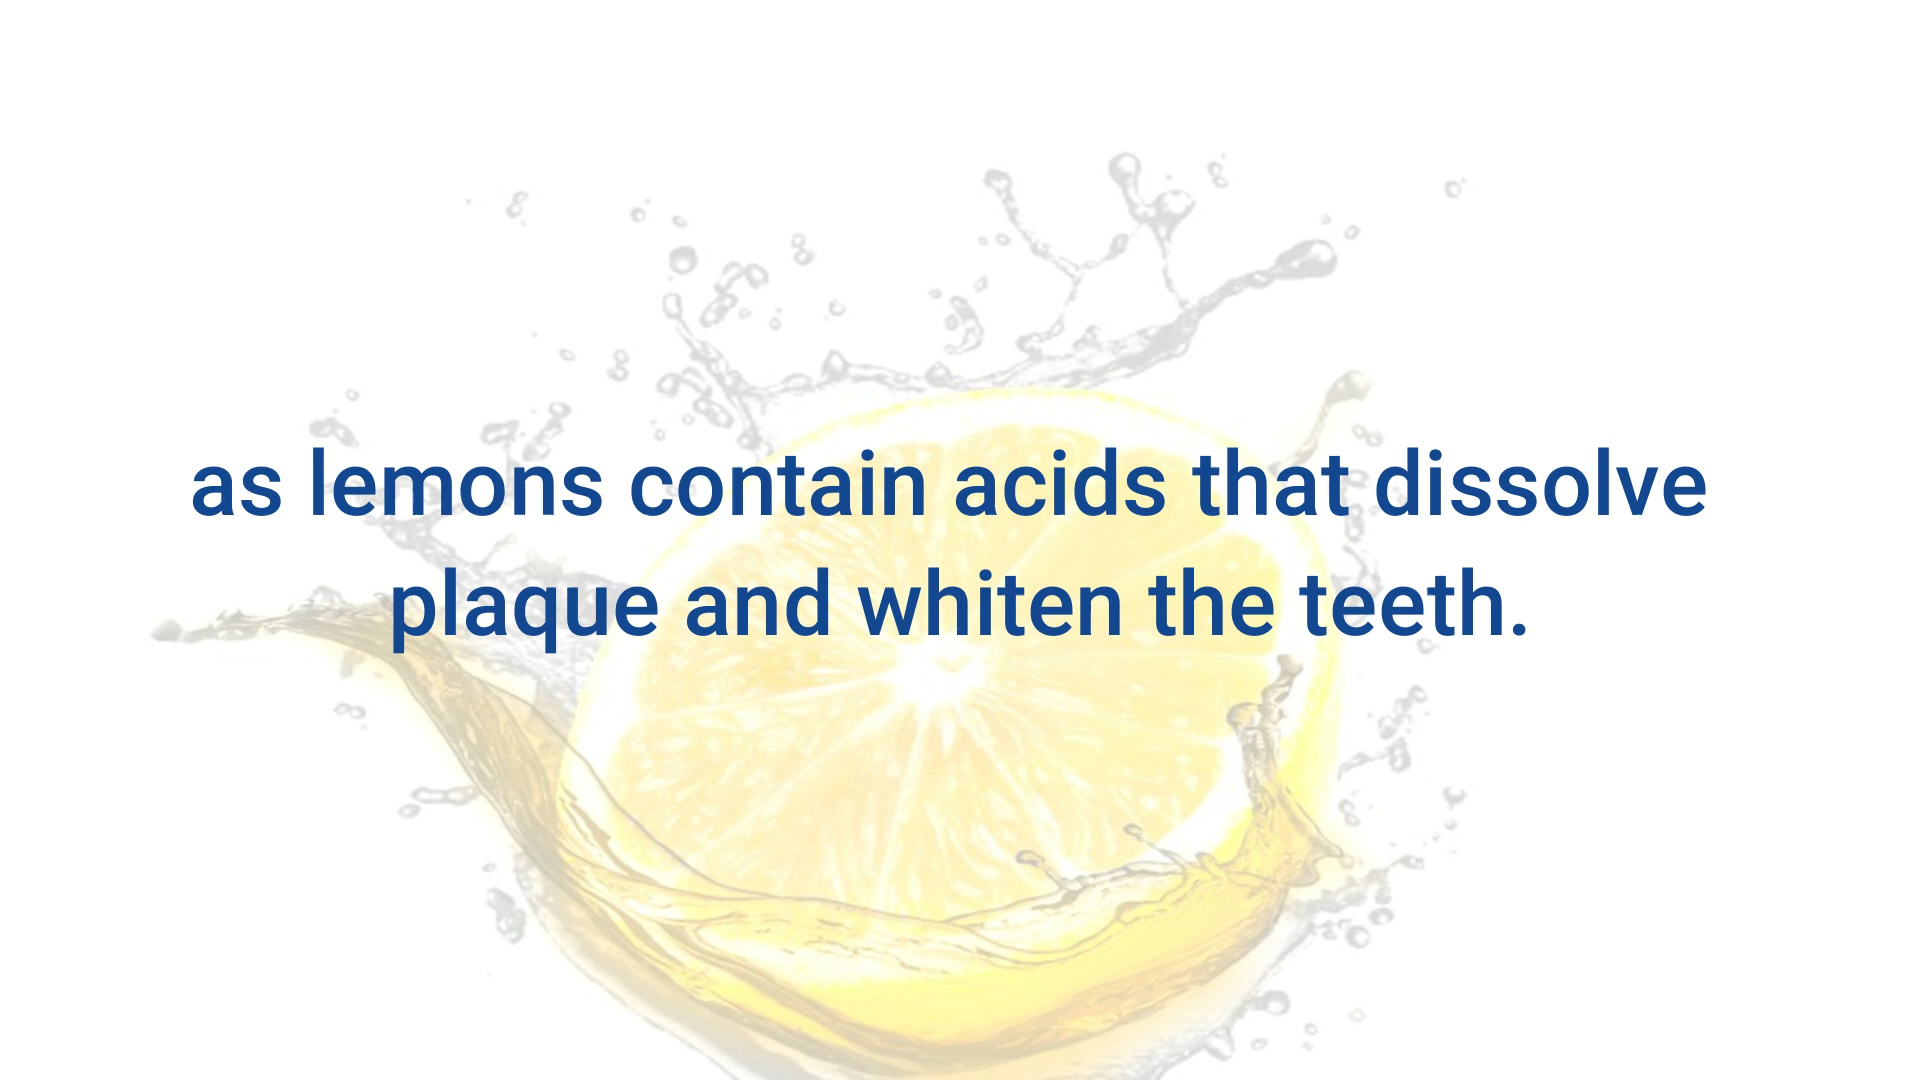 as lemons contain acids that dissolve
plaque and whiten the teeth.